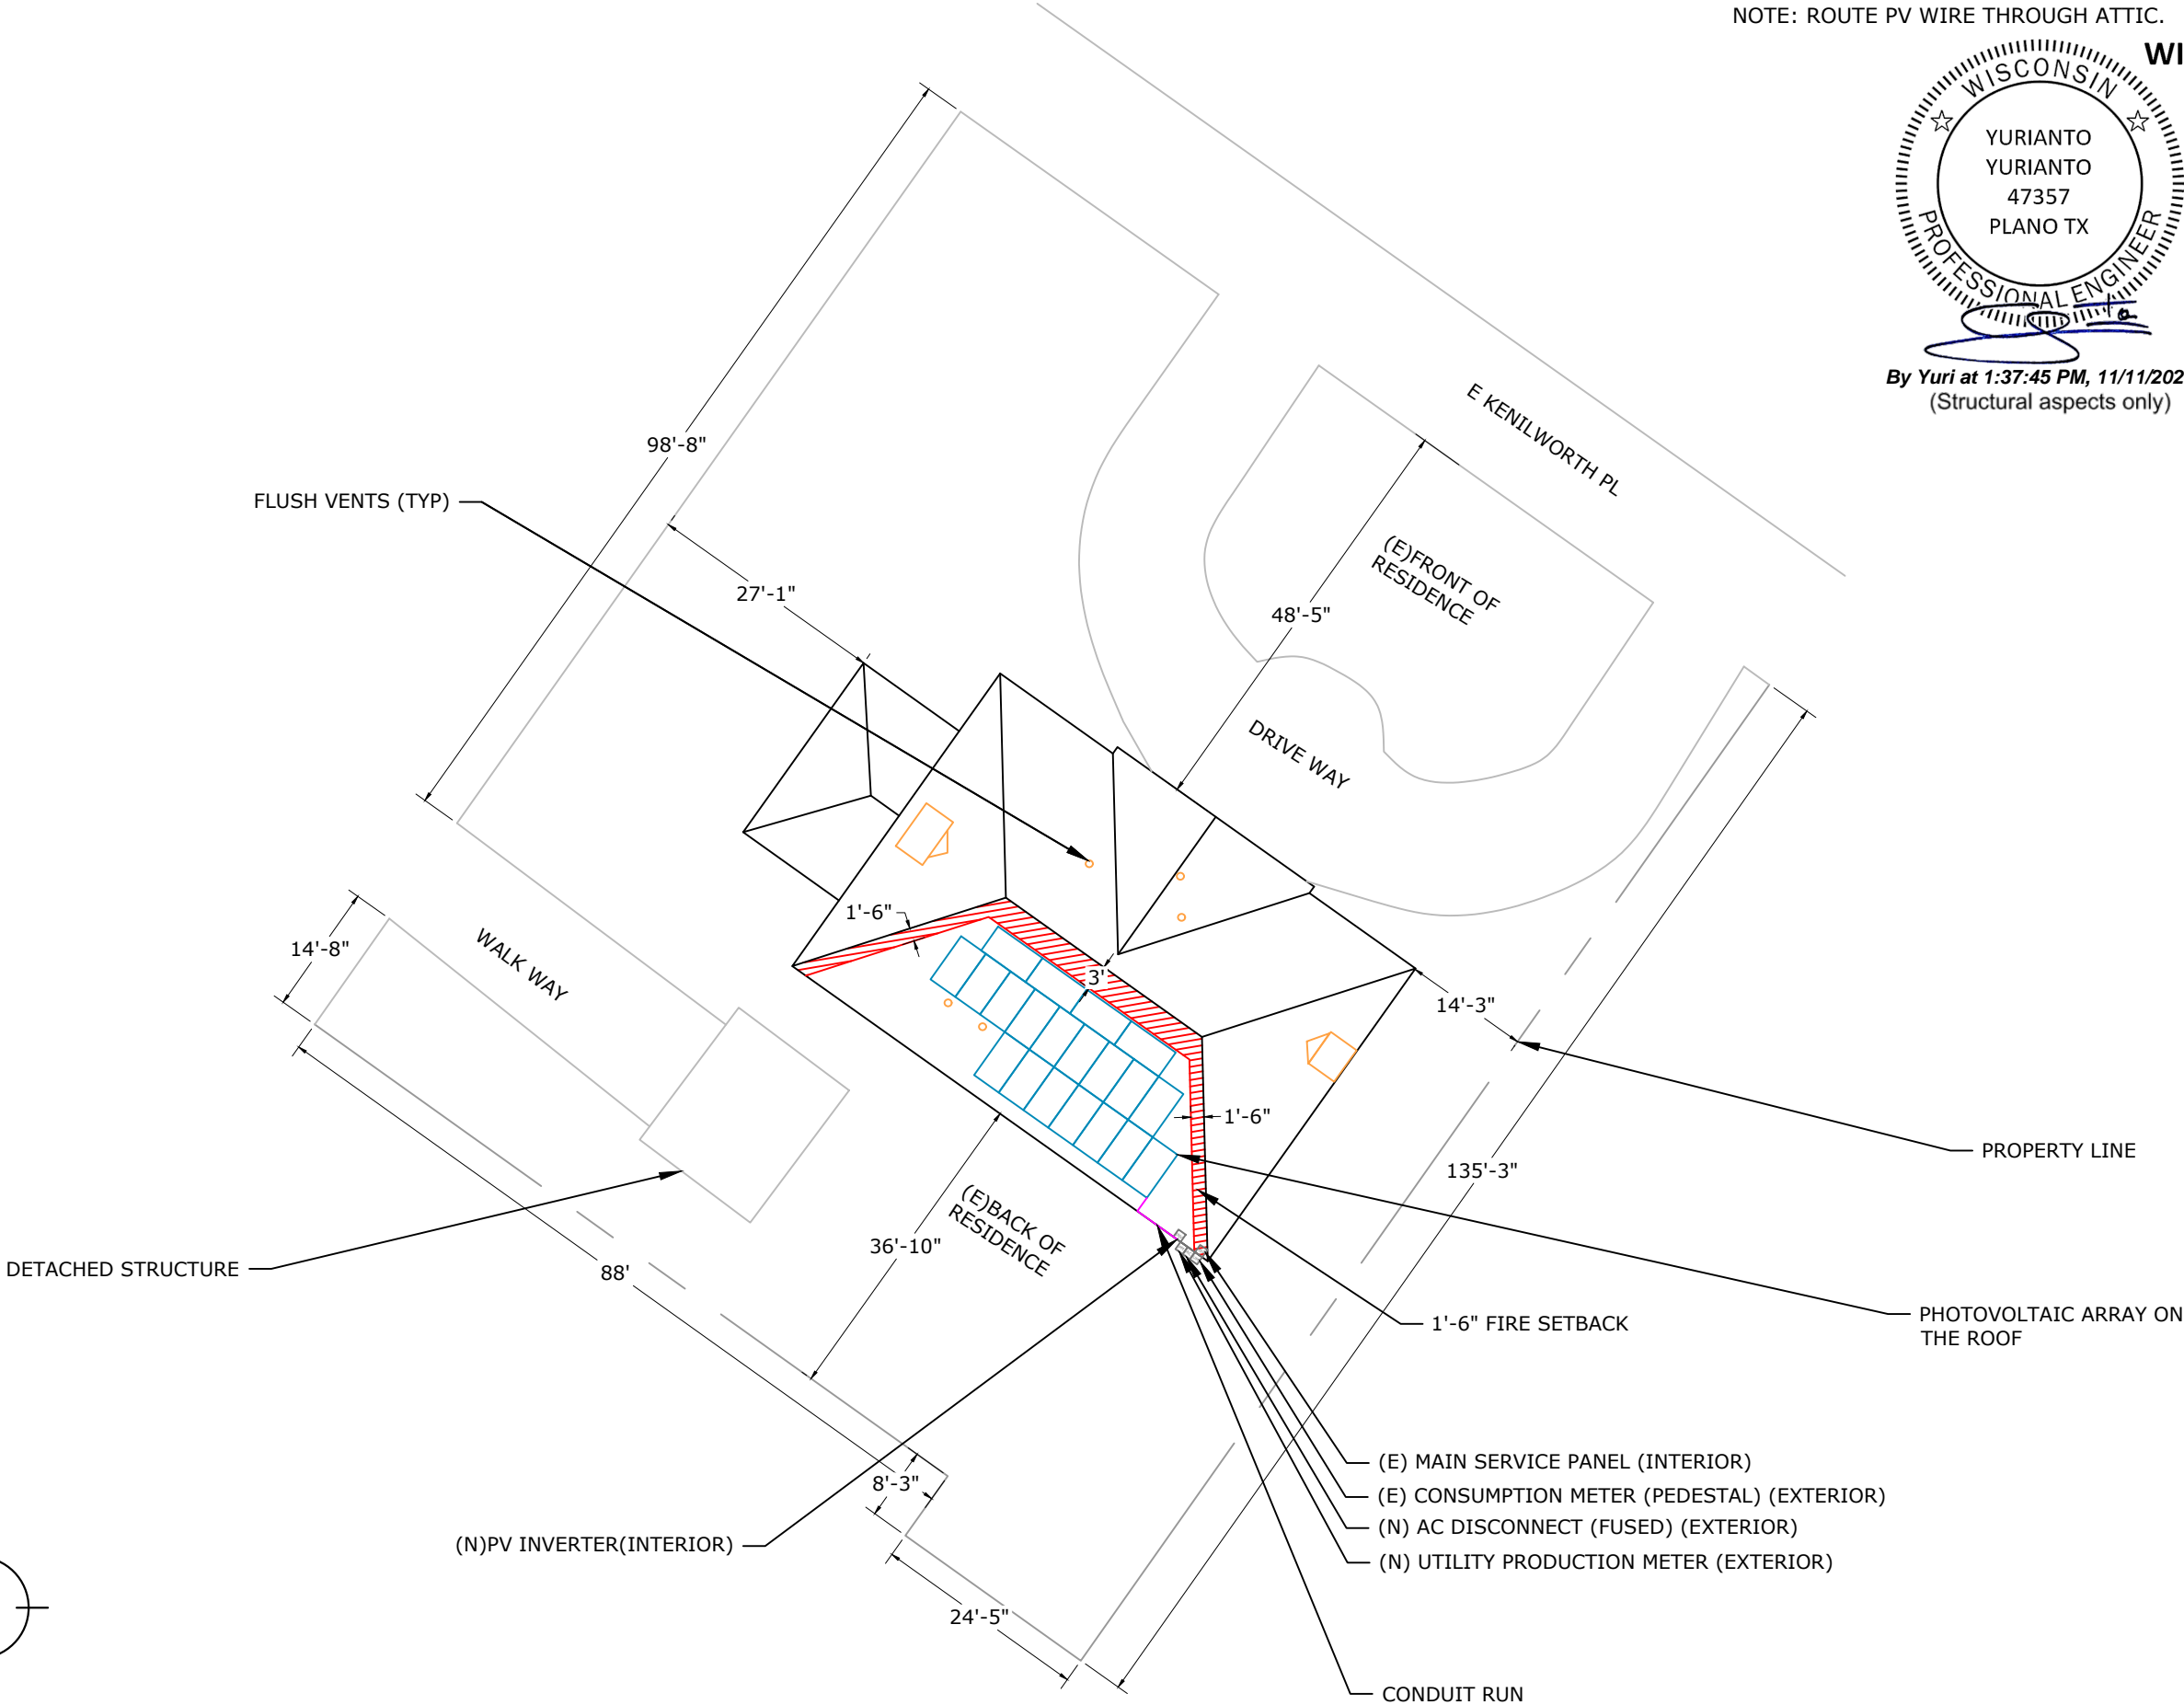 NOTE: ROUTE PV WIRE THROUGH ATTIC.
WI
WISCONSIN
YURIANTO
YURIANTO
47357
PLANO TX
PROFESSIONAL ENGINEER
By Yuri at 1:37:45 PM, 11/11/202
(Structural aspects only)
E KENILWORTH PL
98'-8"
FLUSH VENTS (TYP)
27'-1"
(E)FRONT OF
RESIDENCE
48'-5"
DRIVE WAY
1'-6"
14'-8"
WALK WAY
3'
14'-3"
1'-6"
PROPERTY LINE
135'-3"
(E)BACK OF
RESIDENCE
36'-10"
DETACHED STRUCTURE
88'
1'-6" FIRE SETBACK
PHOTOVOLTAIC ARRAY ON
THE ROOF
(E) MAIN SERVICE PANEL (INTERIOR)
8'-3"
(E) CONSUMPTION METER (PEDESTAL) (EXTERIOR)
(N) AC DISCONNECT (FUSED) (EXTERIOR)
(N)PV INVERTER(INTERIOR)
(N) UTILITY PRODUCTION METER (EXTERIOR)
24'-5"
CONDUIT RUN